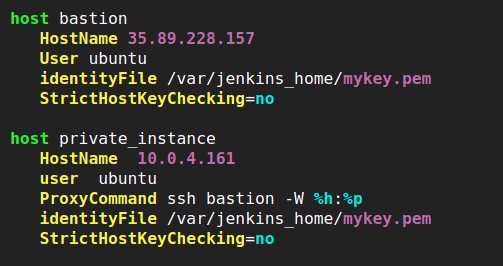 host bastion
HostName 35.89.228.157
User ubuntu
identityFile /var/jenkins_home/mykey.pem
StrictHostKeyChecking=no
host private_instance
HostName  10.0.4.161
user  ubuntu
ProxyCommand ssh bastion -W %h:%p
identityFile /var/jenkins_home/mykey.pem
StrictHostKeyChecking=no